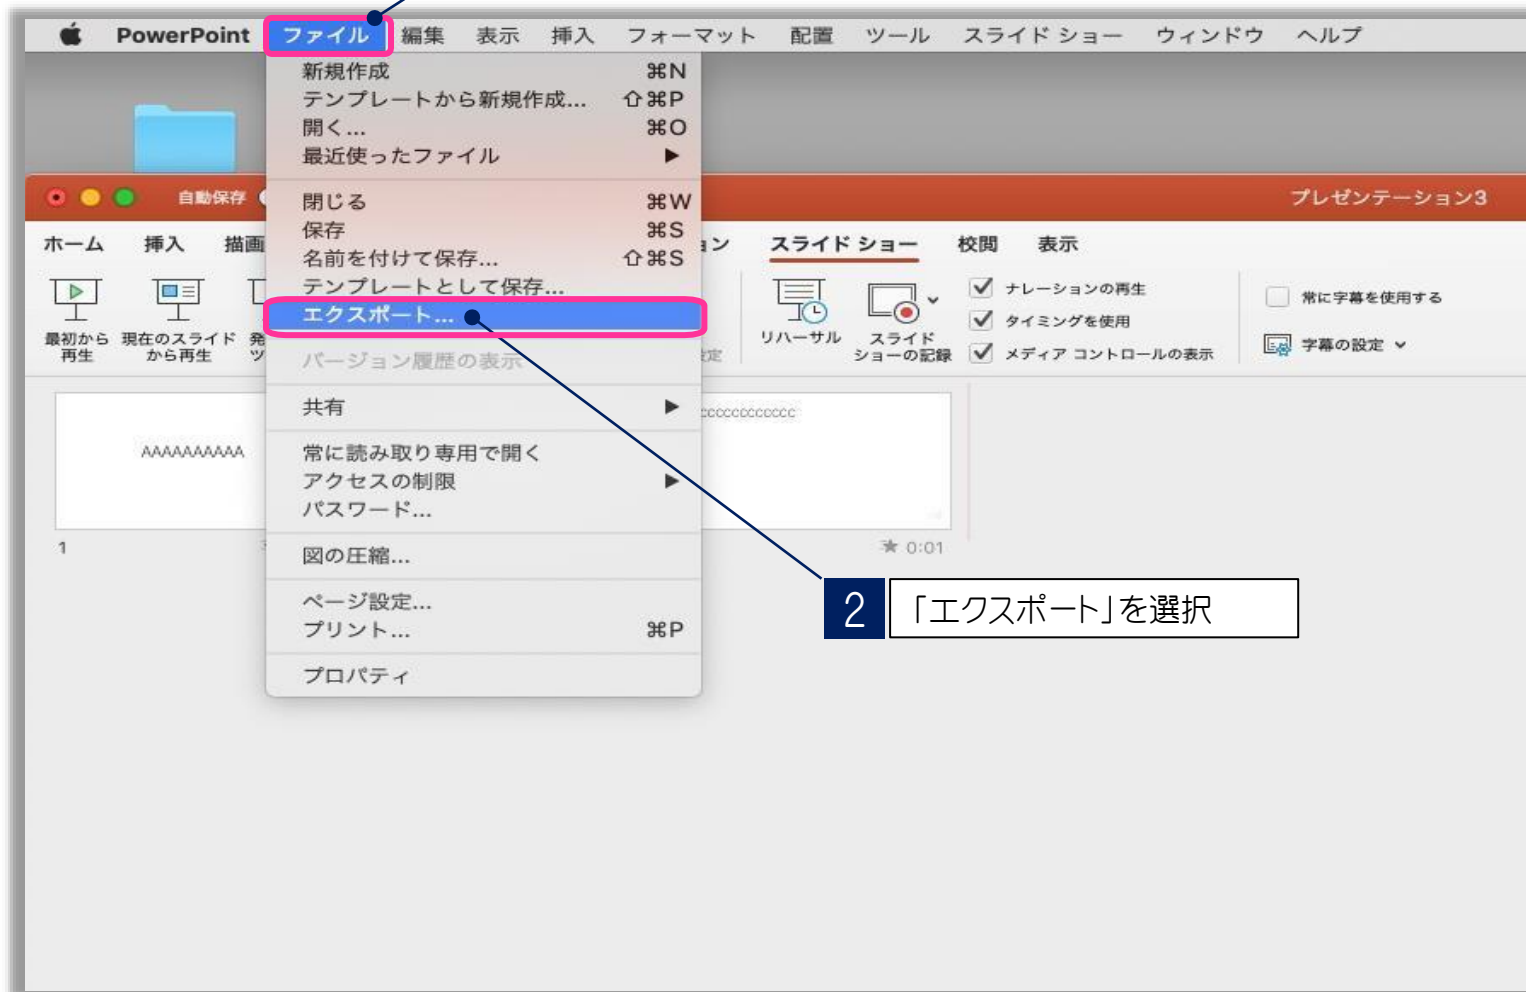 PowerPoint ファイル 編集 表示 挿入 フォーマット 配置 ツール スライド ショー ウィンドウ ヘルプ
新規作成 ⌘N
テンプレートから新規作成... ⇧⌘P
開く... ⌘O
最近使ったファイル ▶
自動保存
プレゼンテーション3
閉じる ⌘W
保存 ⌘S
名前を付けて保存... ⇧⌘S
テンプレートとして保存...
エクスポート...
バージョン履歴の表示
共有 ▶
常に読み取り専用で開く
アクセスの制限 ▶
パスワード...
図の圧縮...
ページ設定...
プリント... ⌘P
プロパティ
ホーム 挿入 描画 ョン スライド ショー 校閲 表示
最初から
再生
現在のスライド
から再生
発
ツ
定
リハーサル
スライド
ショーの記録
ナレーションの再生
タイミングを使用
メディア コントロールの表示
常に字幕を使用する
字幕の設定
AAAAAAAAAA
1
0:01
2 「エクスポート」を選択